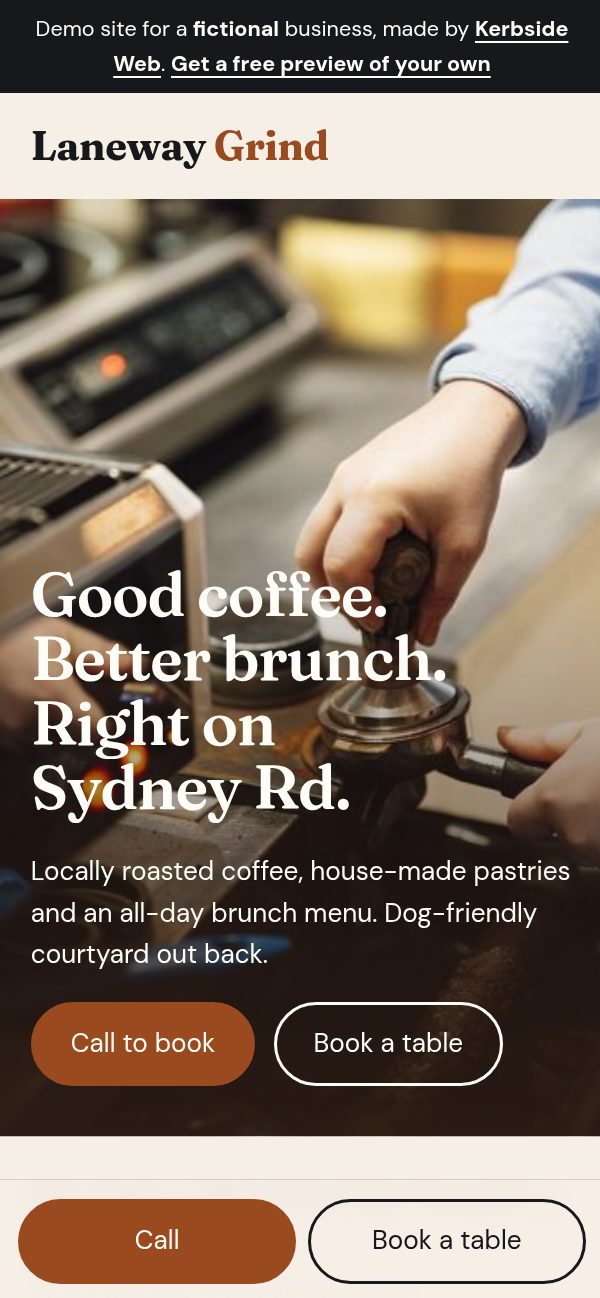 Demo site for a fictional business, made by Kerbside
Web. Get a free preview of your own
Laneway Grind
Good coffee.
Better brunch.
Right on
Sydney Rd.
Locally roasted coffee, house-made pastries
and an all-day brunch menu. Dog-friendly
courtyard out back.
Call to book
Book a table
Call
Book a table